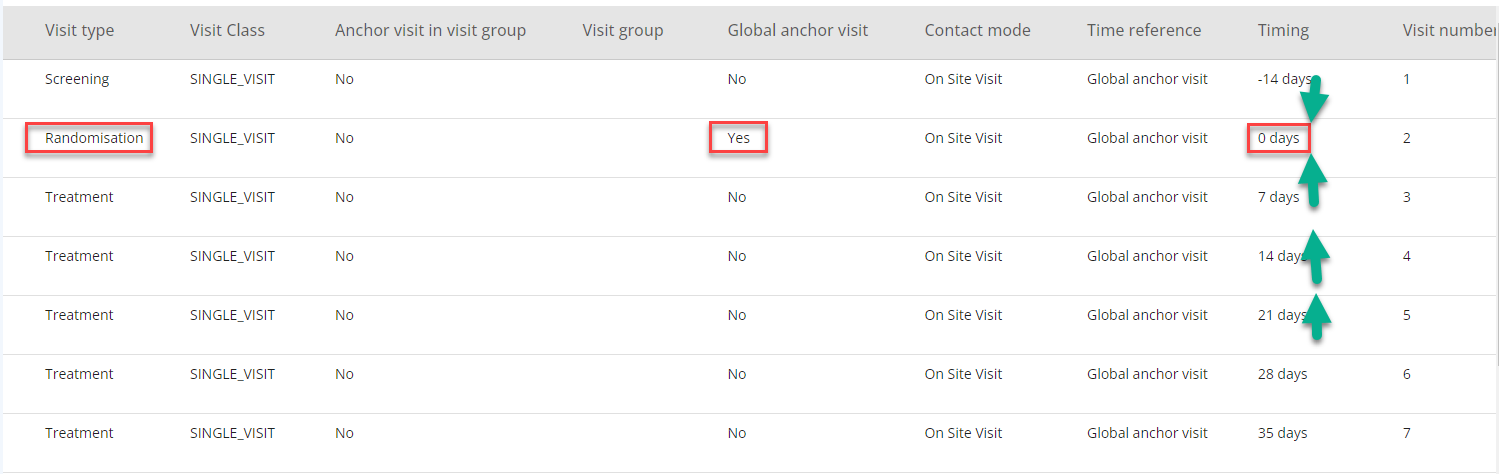 Visit type Visit Class Anchor visit in visit group Visit group Global anchor visit Contact mode Time reference Timing Visit number
Screening SINGLE_VISIT No No On Site Visit Global anchor visit -14 days 1
Randomisation SINGLE_VISIT No Yes On Site Visit Global anchor visit 0 days 2
Treatment SINGLE_VISIT No No On Site Visit Global anchor visit 7 days 3
Treatment SINGLE_VISIT No No On Site Visit Global anchor visit 14 days 4
Treatment SINGLE_VISIT No No On Site Visit Global anchor visit 21 days 5
Treatment SINGLE_VISIT No No On Site Visit Global anchor visit 28 days 6
Treatment SINGLE_VISIT No No On Site Visit Global anchor visit 35 days 7